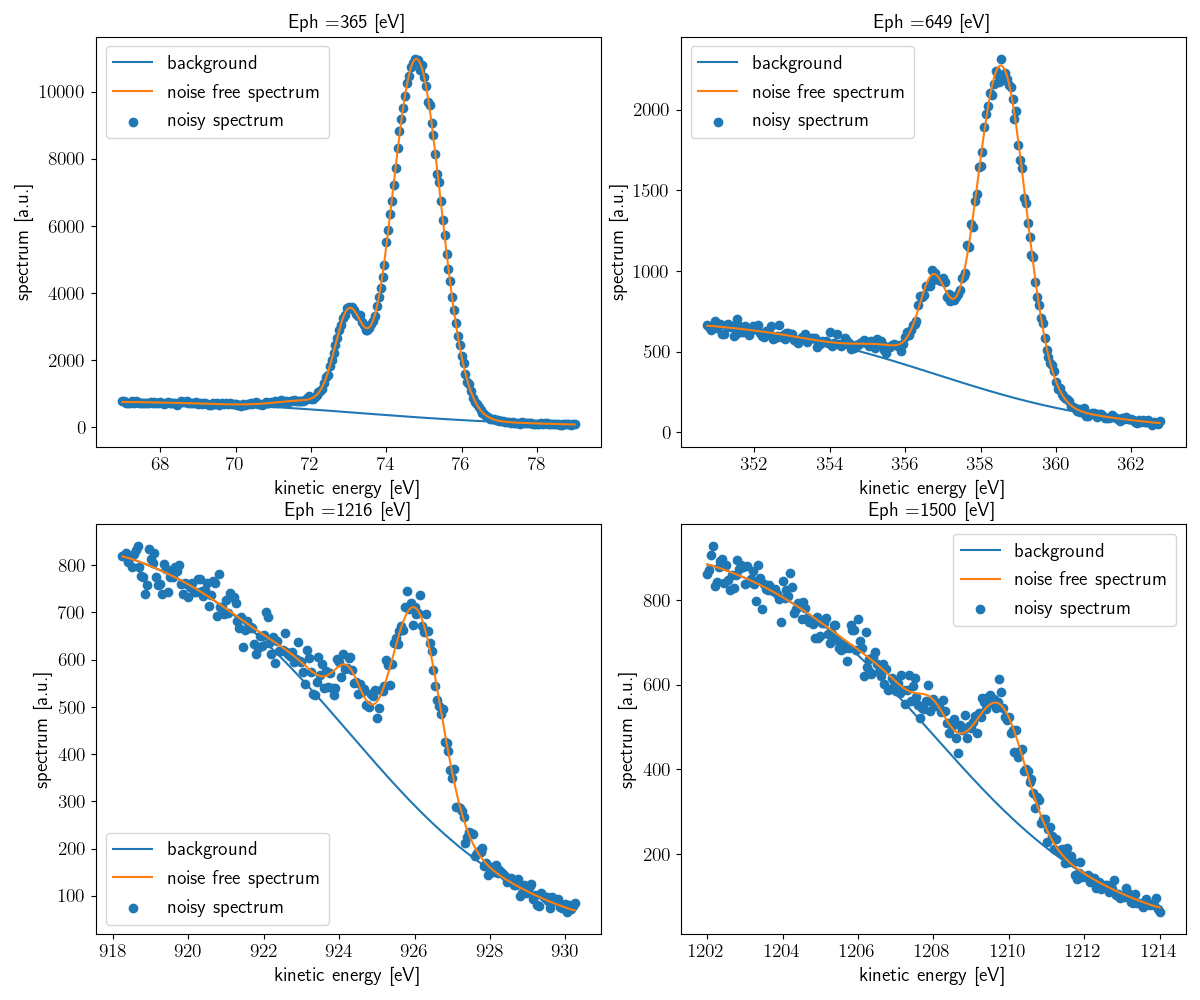 Eph =365 [eV]
background
noise free spectrum
noisy spectrum
10000
8000
6000
4000
2000
0
spectrum [a.u.]
68 70 72 74 76 78
kinetic energy [eV]
Eph =649 [eV]
background
noise free spectrum
noisy spectrum
2000
1500
1000
500
0
spectrum [a.u.]
352 354 356 358 360 362
kinetic energy [eV]
Eph =1216 [eV]
800
700
600
500
400
300
200
100
spectrum [a.u.]
background
noise free spectrum
noisy spectrum
918 920 922 924 926 928 930
kinetic energy [eV]
Eph =1500 [eV]
background
noise free spectrum
noisy spectrum
800
600
400
200
spectrum [a.u.]
1202 1204 1206 1208 1210 1212 1214
kinetic energy [eV]